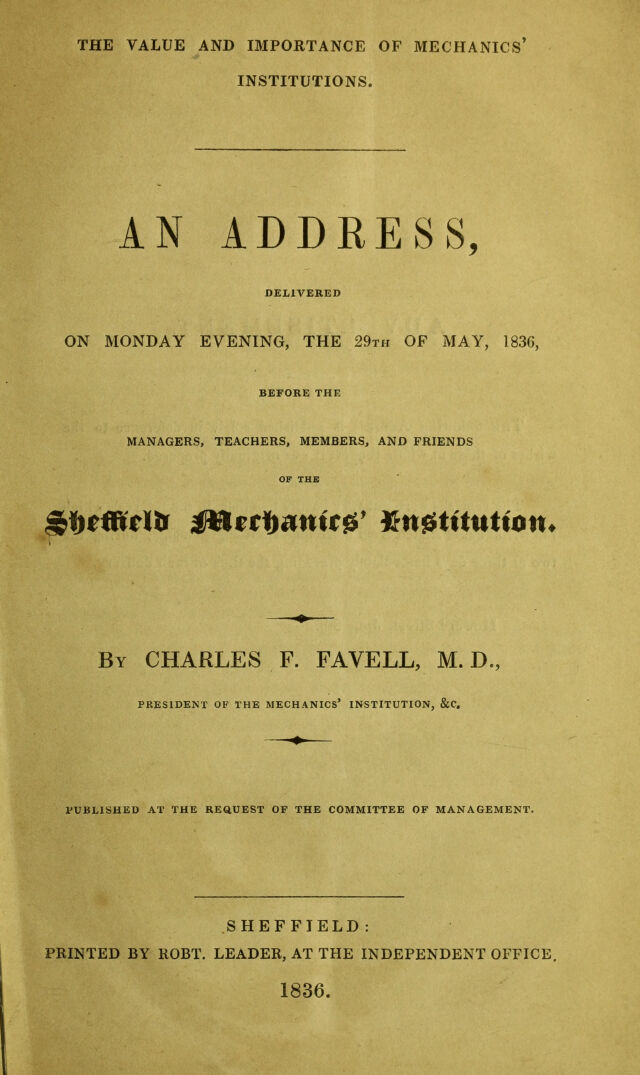 THE VALUE AND IMPORTANCE OF MECHANICS'
INSTITUTIONS.
AN ADDRESS,
DELIVERED
ON MONDAY EVENING, THE 29TH OF MAY, 1836,
BEFORE THE
MANAGERS, TEACHERS, MEMBERS, AND FRIENDS
OF THE
Sheffield Mechanics' Institution.
By CHARLES F. FAVELL, M. D.,
PRESIDENT OF THE MECHANICS' INSTITUTION, &c.
PUBLISHED AT THE REQUEST OF THE COMMITTEE OF MANAGEMENT.
SHEFFIELD:
PRINTED BY ROBT. LEADER, AT THE INDEPENDENT OFFICE.
1836.